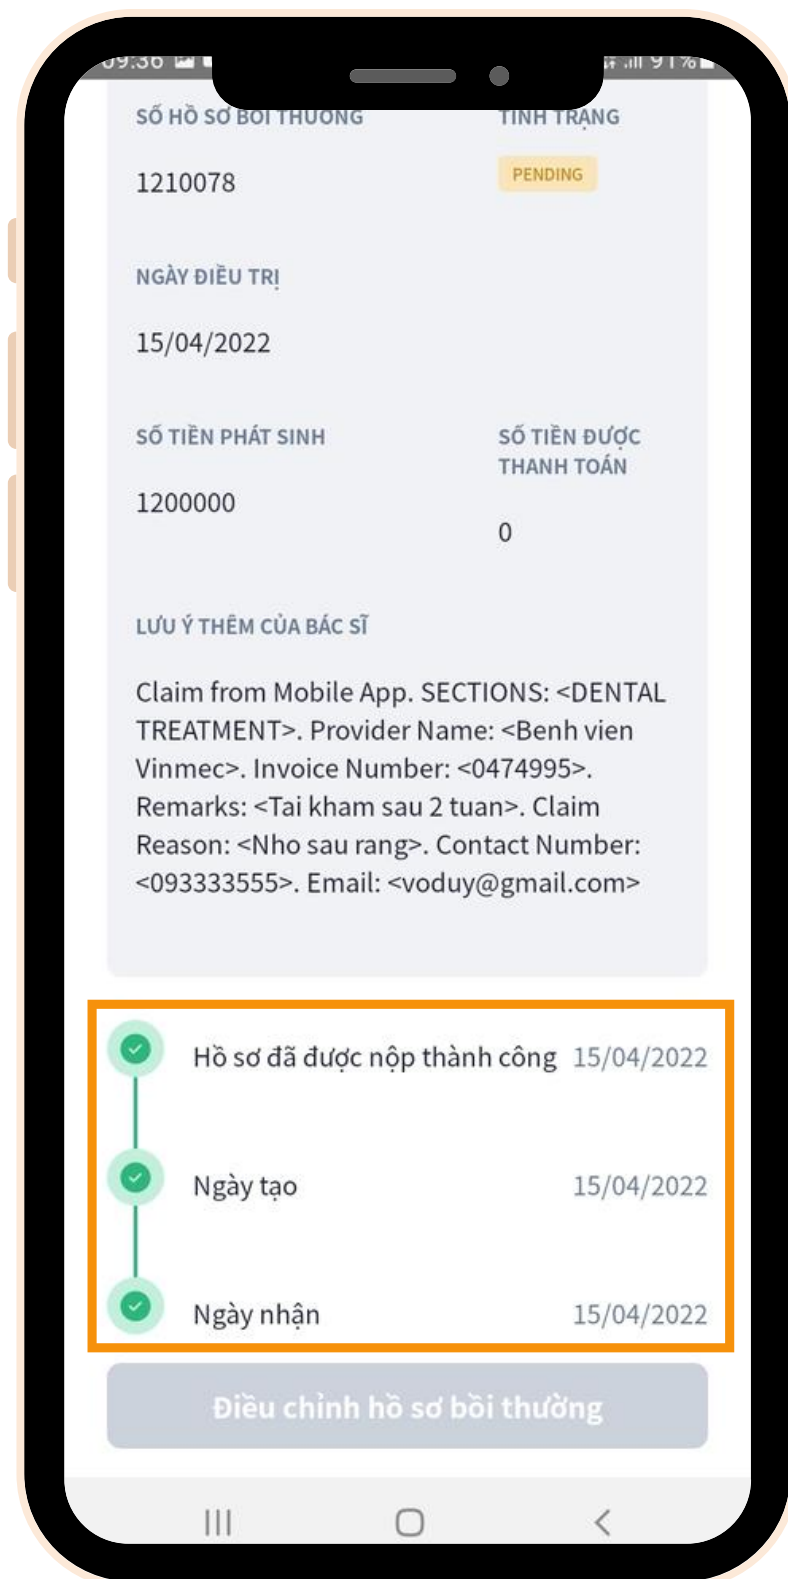 09:36 91%
SỐ HỒ SƠ BỒI THƯỜNG TÌNH TRẠNG
1210078 PENDING
NGÀY ĐIỀU TRỊ
15/04/2022
SỐ TIỀN PHÁT SINH SỐ TIỀN ĐƯỢC
THANH TOÁN
1200000
0
LƯU Ý THÊM CỦA BÁC SĨ
Claim from Mobile App. SECTIONS: <DENTAL
TREATMENT>. Provider Name: <Benh vien
Vinmec>. Invoice Number: <0474995>.
Remarks: <Tai kham sau 2 tuan>. Claim
Reason: <Nho sau rang>. Contact Number:
<093333555>. Email: <voduy@gmail.com>
Hồ sơ đã được nộp thành công 15/04/2022
Ngày tạo 15/04/2022
Ngày nhận 15/04/2022
Điều chỉnh hồ sơ bồi thường